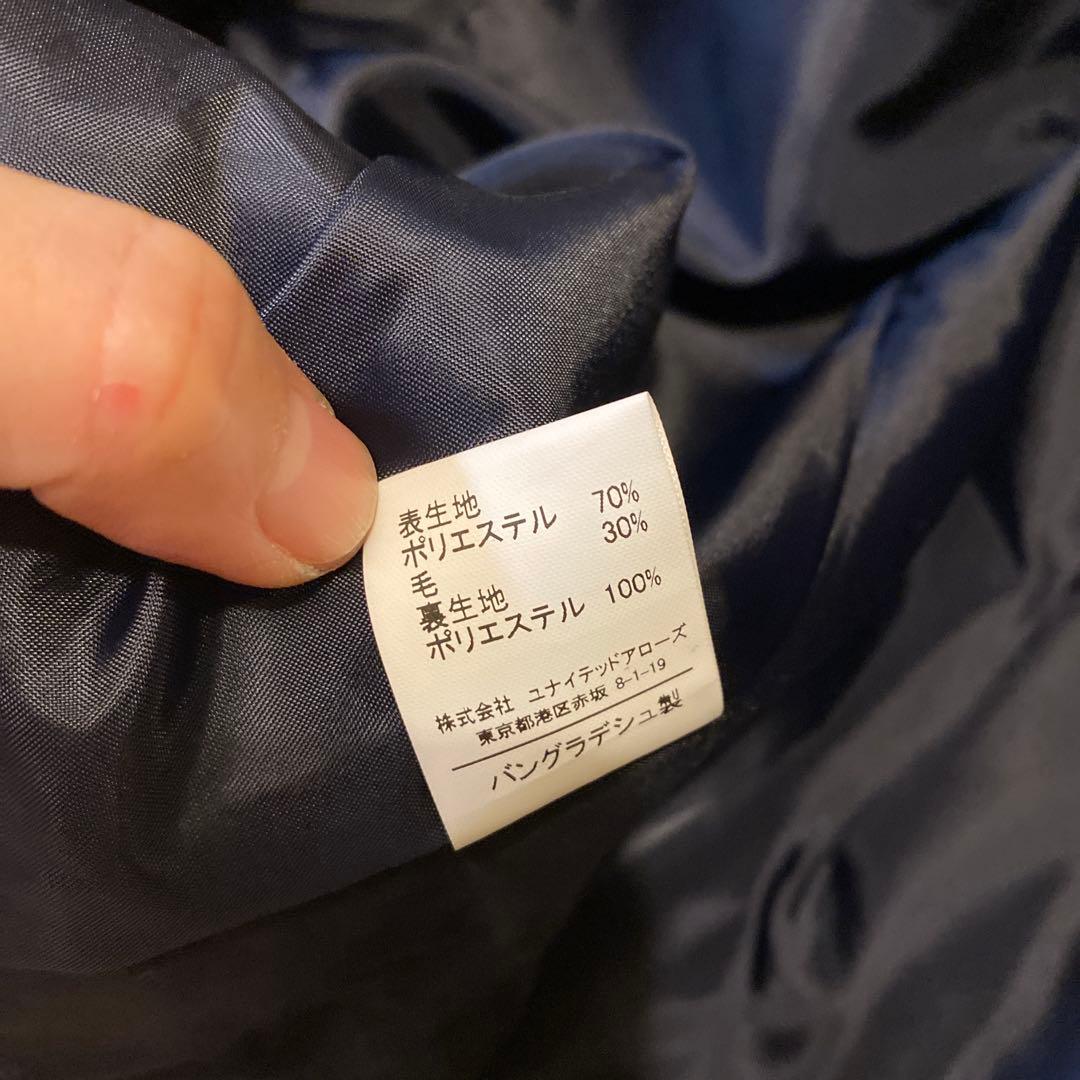 表生地
ポリエステル 70%
毛 30%
裏生地
ポリエステル 100%
株式会社 ユナイテッドアローズ
東京都港区赤坂 8-1-19
バングラデシュ製